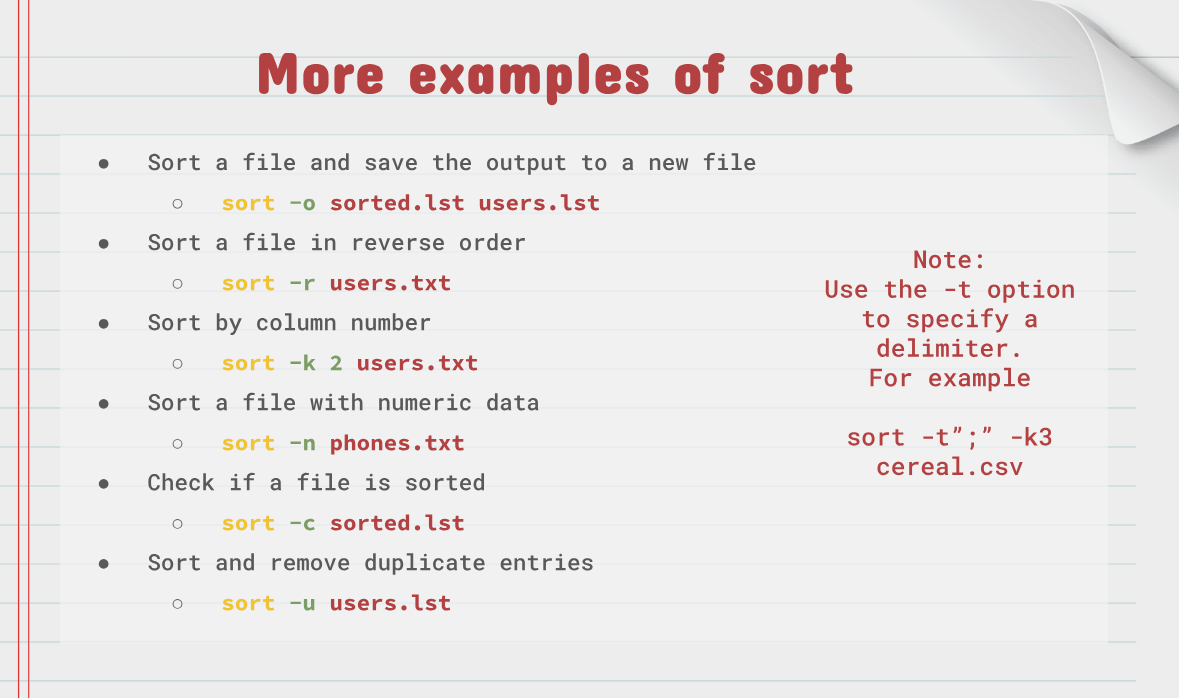 More examples of sort
● Sort a file and save the output to a new file
○ sort -o sorted.lst users.lst
● Sort a file in reverse order
○ sort -r users.txt
● Sort by column number
○ sort -k 2 users.txt
● Sort a file with numeric data
○ sort -n phones.txt
● Check if a file is sorted
○ sort -c sorted.lst
● Sort and remove duplicate entries
○ sort -u users.lst
Note:
Use the -t option
to specify a
delimiter.
For example
sort -t”;” -k3
cereal.csv